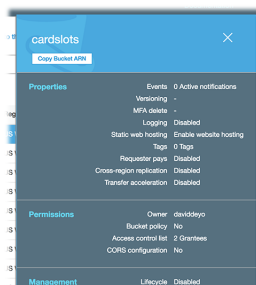 cardslots
Copy Bucket ARN
Properties
Events 0 Active notifications
Versioning -
MFA delete -
Logging Disabled
Static web hosting Enable website hosting
Tags 0 Tags
Requester pays Disabled
Cross-region replication Disabled
Transfer acceleration Disabled
Permissions
Owner daviddeyo
Bucket policy No
Access control list 2 Grantees
CORS configuration No
Management
Lifecycle Disabled